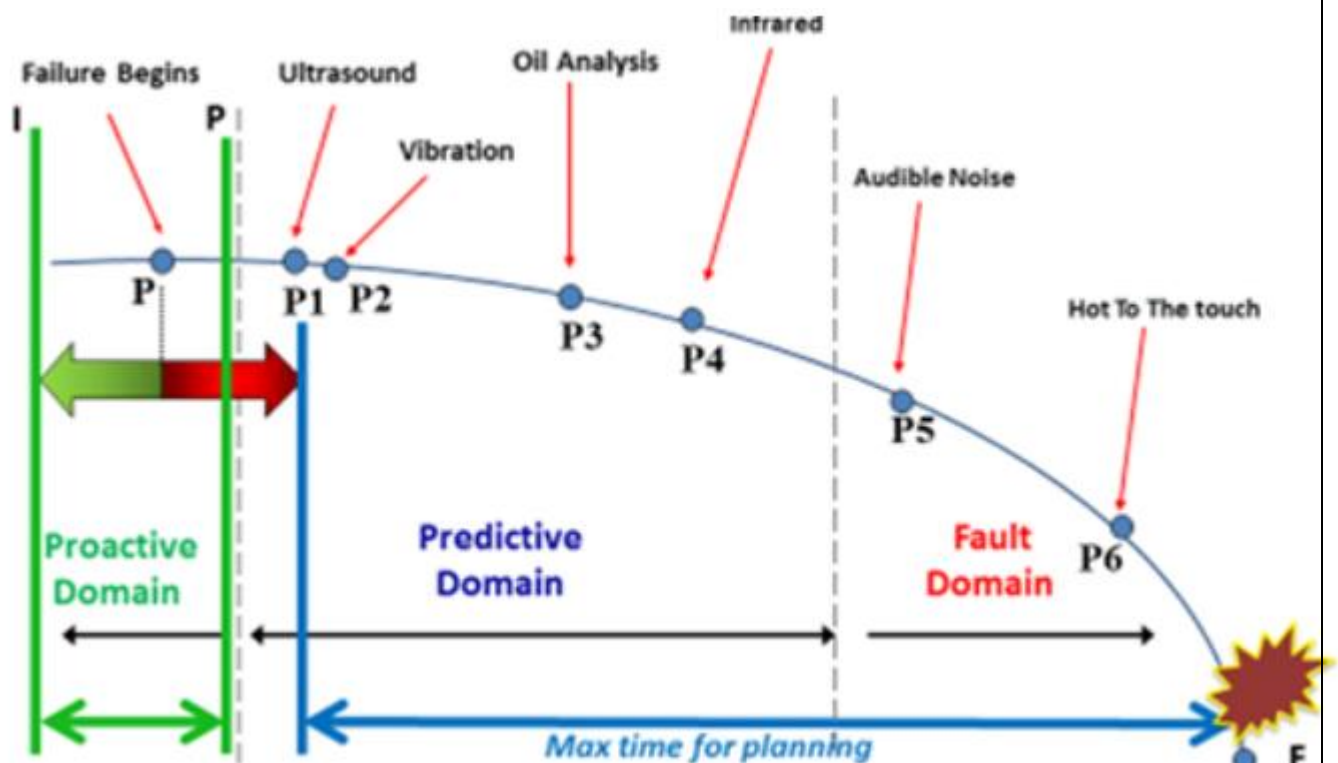 Infrared
Oil Analysis
Failure Begins
Ultrasound
I
P
Vibration
Audible Noise
P
P1
P2
P3
P4
Hot To The touch
P5
P6
Proactive
Domain
Predictive
Domain
Fault
Domain
Max time for planning
F